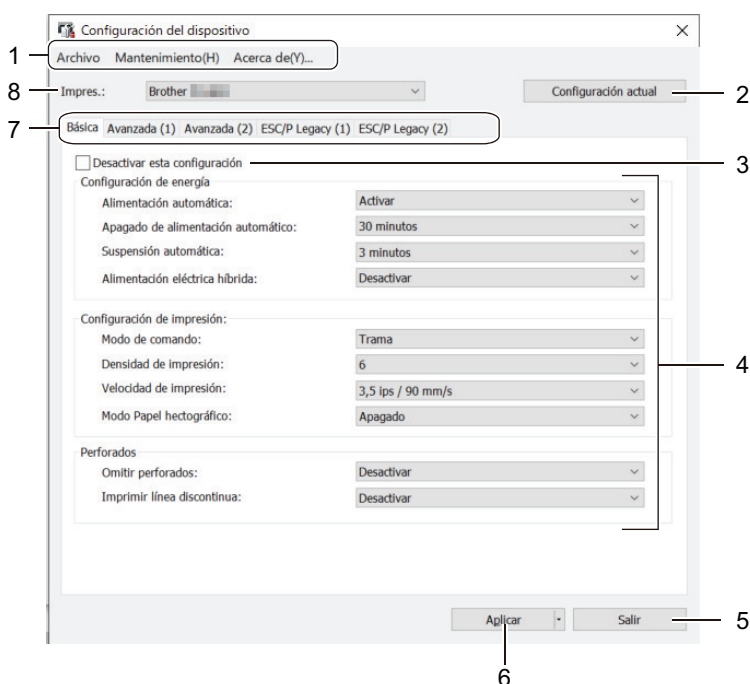 Configuración del dispositivo
1
Archivo Mantenimiento(H) Acerca de(Y)...
8
Impres.: Brother
Configuración actual
2
7
Básica Avanzada (1) Avanzada (2) ESC/P Legacy (1) ESC/P Legacy (2)
Desactivar esta configuración
3
Configuración de energía
Alimentación automática: Activar
Apagado de alimentación automático: 30 minutos
Suspensión automática: 3 minutos
Alimentación eléctrica híbrida: Desactivar
Configuración de impresión:
Modo de comando: Trama
Densidad de impresión: 6
4
Velocidad de impresión: 3,5 ips / 90 mm/s
Modo Papel hectográfico: Apagado
Perforados
Omitir perforados: Desactivar
Imprimir línea discontinua: Desactivar
Aplicar
Salir
5
6